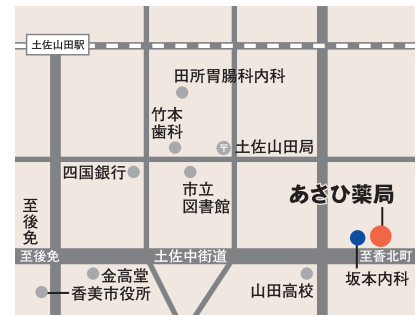 土佐山田駅
田所胃腸科内科
竹本
歯科
〒
土佐山田局
四国銀行
市立
図書館
あさひ薬局
至後免
至後免
土佐中街道
至香北町
金高堂
香美市役所
山田高校
坂本内科